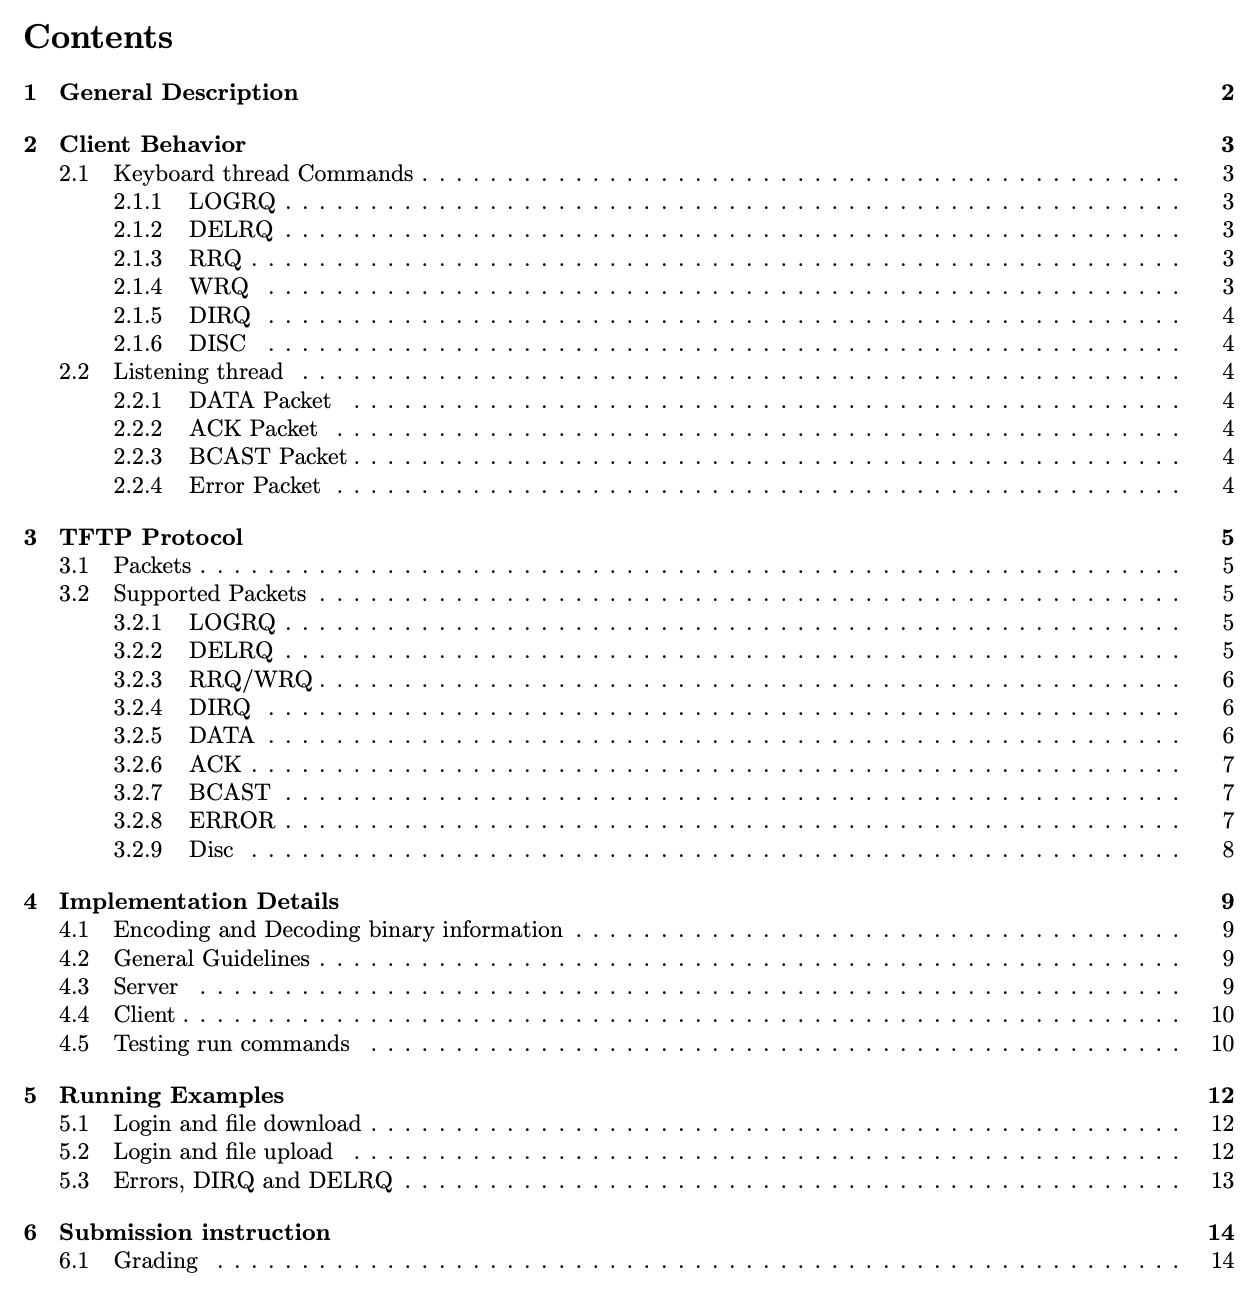 Contents
1 General Description 2
2 Client Behavior 3
2.1 Keyboard thread Commands . . . . . . . . . . . . . . . . . . . . . . . . . . . . . . . . . . . . . . . . . . . . . 3
2.1.1 LOGRQ . . . . . . . . . . . . . . . . . . . . . . . . . . . . . . . . . . . . . . . . . . . . . . . . . . . . . 3
2.1.2 DELRQ . . . . . . . . . . . . . . . . . . . . . . . . . . . . . . . . . . . . . . . . . . . . . . . . . . . . . 3
2.1.3 RRQ . . . . . . . . . . . . . . . . . . . . . . . . . . . . . . . . . . . . . . . . . . . . . . . . . . . . . . . 3
2.1.4 WRQ . . . . . . . . . . . . . . . . . . . . . . . . . . . . . . . . . . . . . . . . . . . . . . . . . . . . . . 3
2.1.5 DIRQ . . . . . . . . . . . . . . . . . . . . . . . . . . . . . . . . . . . . . . . . . . . . . . . . . . . . . . 4
2.1.6 DISC . . . . . . . . . . . . . . . . . . . . . . . . . . . . . . . . . . . . . . . . . . . . . . . . . . . . . . 4
2.2 Listening thread . . . . . . . . . . . . . . . . . . . . . . . . . . . . . . . . . . . . . . . . . . . . . . . . . . . . 4
2.2.1 DATA Packet . . . . . . . . . . . . . . . . . . . . . . . . . . . . . . . . . . . . . . . . . . . . . . . . . 4
2.2.2 ACK Packet . . . . . . . . . . . . . . . . . . . . . . . . . . . . . . . . . . . . . . . . . . . . . . . . . . 4
2.2.3 BCAST Packet . . . . . . . . . . . . . . . . . . . . . . . . . . . . . . . . . . . . . . . . . . . . . . . . . 4
2.2.4 Error Packet . . . . . . . . . . . . . . . . . . . . . . . . . . . . . . . . . . . . . . . . . . . . . . . . . . 4
3 TFTP Protocol 5
3.1 Packets . . . . . . . . . . . . . . . . . . . . . . . . . . . . . . . . . . . . . . . . . . . . . . . . . . . . . . . . . . 5
3.2 Supported Packets . . . . . . . . . . . . . . . . . . . . . . . . . . . . . . . . . . . . . . . . . . . . . . . . . . . 5
3.2.1 LOGRQ . . . . . . . . . . . . . . . . . . . . . . . . . . . . . . . . . . . . . . . . . . . . . . . . . . . . . 5
3.2.2 DELRQ . . . . . . . . . . . . . . . . . . . . . . . . . . . . . . . . . . . . . . . . . . . . . . . . . . . . . 5
3.2.3 RRQ/WRQ . . . . . . . . . . . . . . . . . . . . . . . . . . . . . . . . . . . . . . . . . . . . . . . . . . . 6
3.2.4 DIRQ . . . . . . . . . . . . . . . . . . . . . . . . . . . . . . . . . . . . . . . . . . . . . . . . . . . . . . 6
3.2.5 DATA . . . . . . . . . . . . . . . . . . . . . . . . . . . . . . . . . . . . . . . . . . . . . . . . . . . . . . 6
3.2.6 ACK . . . . . . . . . . . . . . . . . . . . . . . . . . . . . . . . . . . . . . . . . . . . . . . . . . . . . . . 7
3.2.7 BCAST . . . . . . . . . . . . . . . . . . . . . . . . . . . . . . . . . . . . . . . . . . . . . . . . . . . . . 7
3.2.8 ERROR . . . . . . . . . . . . . . . . . . . . . . . . . . . . . . . . . . . . . . . . . . . . . . . . . . . . . 7
3.2.9 Disc . . . . . . . . . . . . . . . . . . . . . . . . . . . . . . . . . . . . . . . . . . . . . . . . . . . . . . . 8
4 Implementation Details 9
4.1 Encoding and Decoding binary information . . . . . . . . . . . . . . . . . . . . . . . . . . . . . . . . . . . . 9
4.2 General Guidelines . . . . . . . . . . . . . . . . . . . . . . . . . . . . . . . . . . . . . . . . . . . . . . . . . . . 9
4.3 Server . . . . . . . . . . . . . . . . . . . . . . . . . . . . . . . . . . . . . . . . . . . . . . . . . . . . . . . . . . 9
4.4 Client . . . . . . . . . . . . . . . . . . . . . . . . . . . . . . . . . . . . . . . . . . . . . . . . . . . . . . . . . . . 10
4.5 Testing run commands . . . . . . . . . . . . . . . . . . . . . . . . . . . . . . . . . . . . . . . . . . . . . . . . 10
5 Running Examples 12
5.1 Login and file download . . . . . . . . . . . . . . . . . . . . . . . . . . . . . . . . . . . . . . . . . . . . . . . . 12
5.2 Login and file upload . . . . . . . . . . . . . . . . . . . . . . . . . . . . . . . . . . . . . . . . . . . . . . . . . 12
5.3 Errors, DIRQ and DELRQ . . . . . . . . . . . . . . . . . . . . . . . . . . . . . . . . . . . . . . . . . . . . . . 13
6 Submission instruction 14
6.1 Grading . . . . . . . . . . . . . . . . . . . . . . . . . . . . . . . . . . . . . . . . . . . . . . . . . . . . . . . . . 14